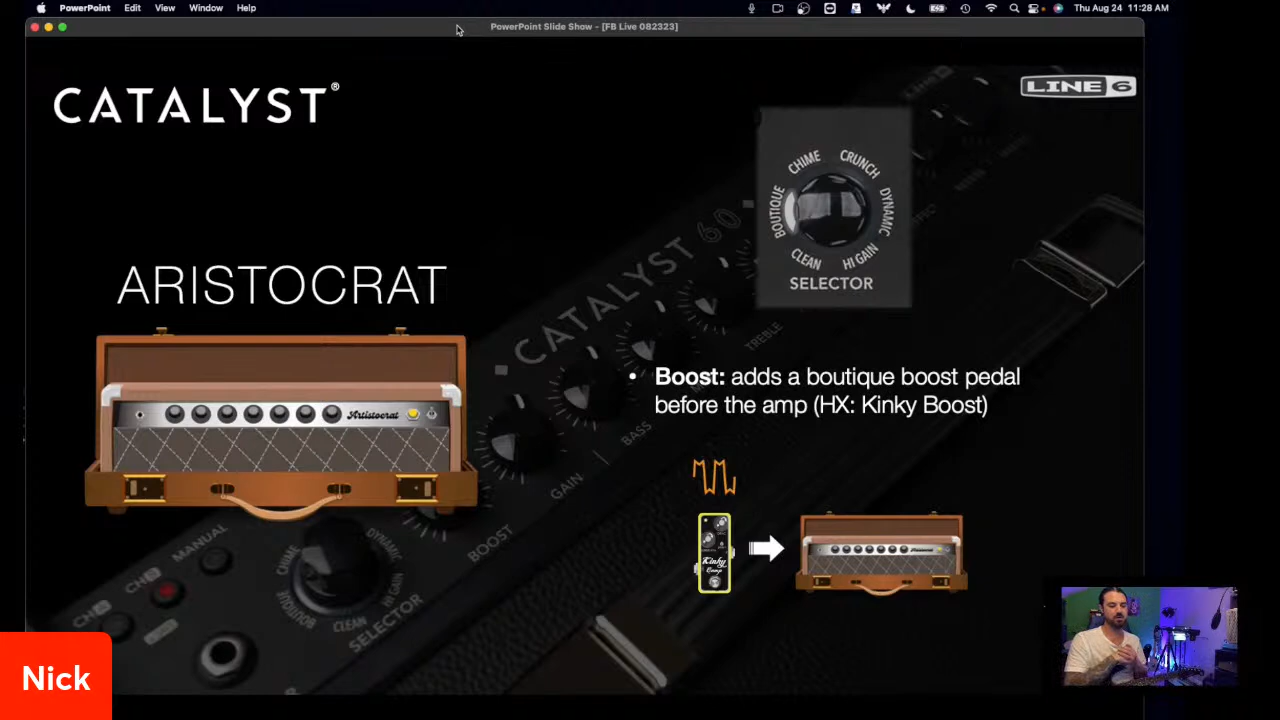 PowerPoint Edit View Window Help
Thu Aug 24 11:28 AM
PowerPoint Slide Show - [FB Live 082323]
CATALYST®
LINE 6
CHIME
CRUNCH
BOUTIQUE
DYNAMIC
CLEAN
HI GAIN
SELECTOR
ARISTOCRAT
Aristocrat
• Boost: adds a boutique boost pedal
before the amp (HX: Kinky Boost)
CATALYST 60
TREBLE
BASS
GAIN
BOOST
MANUAL
CH B
CH A
CHIME
DYNAMIC
BOUTIQUE
HI GAIN
CLEAN
SELECTOR
Kinky
Comp
Nick